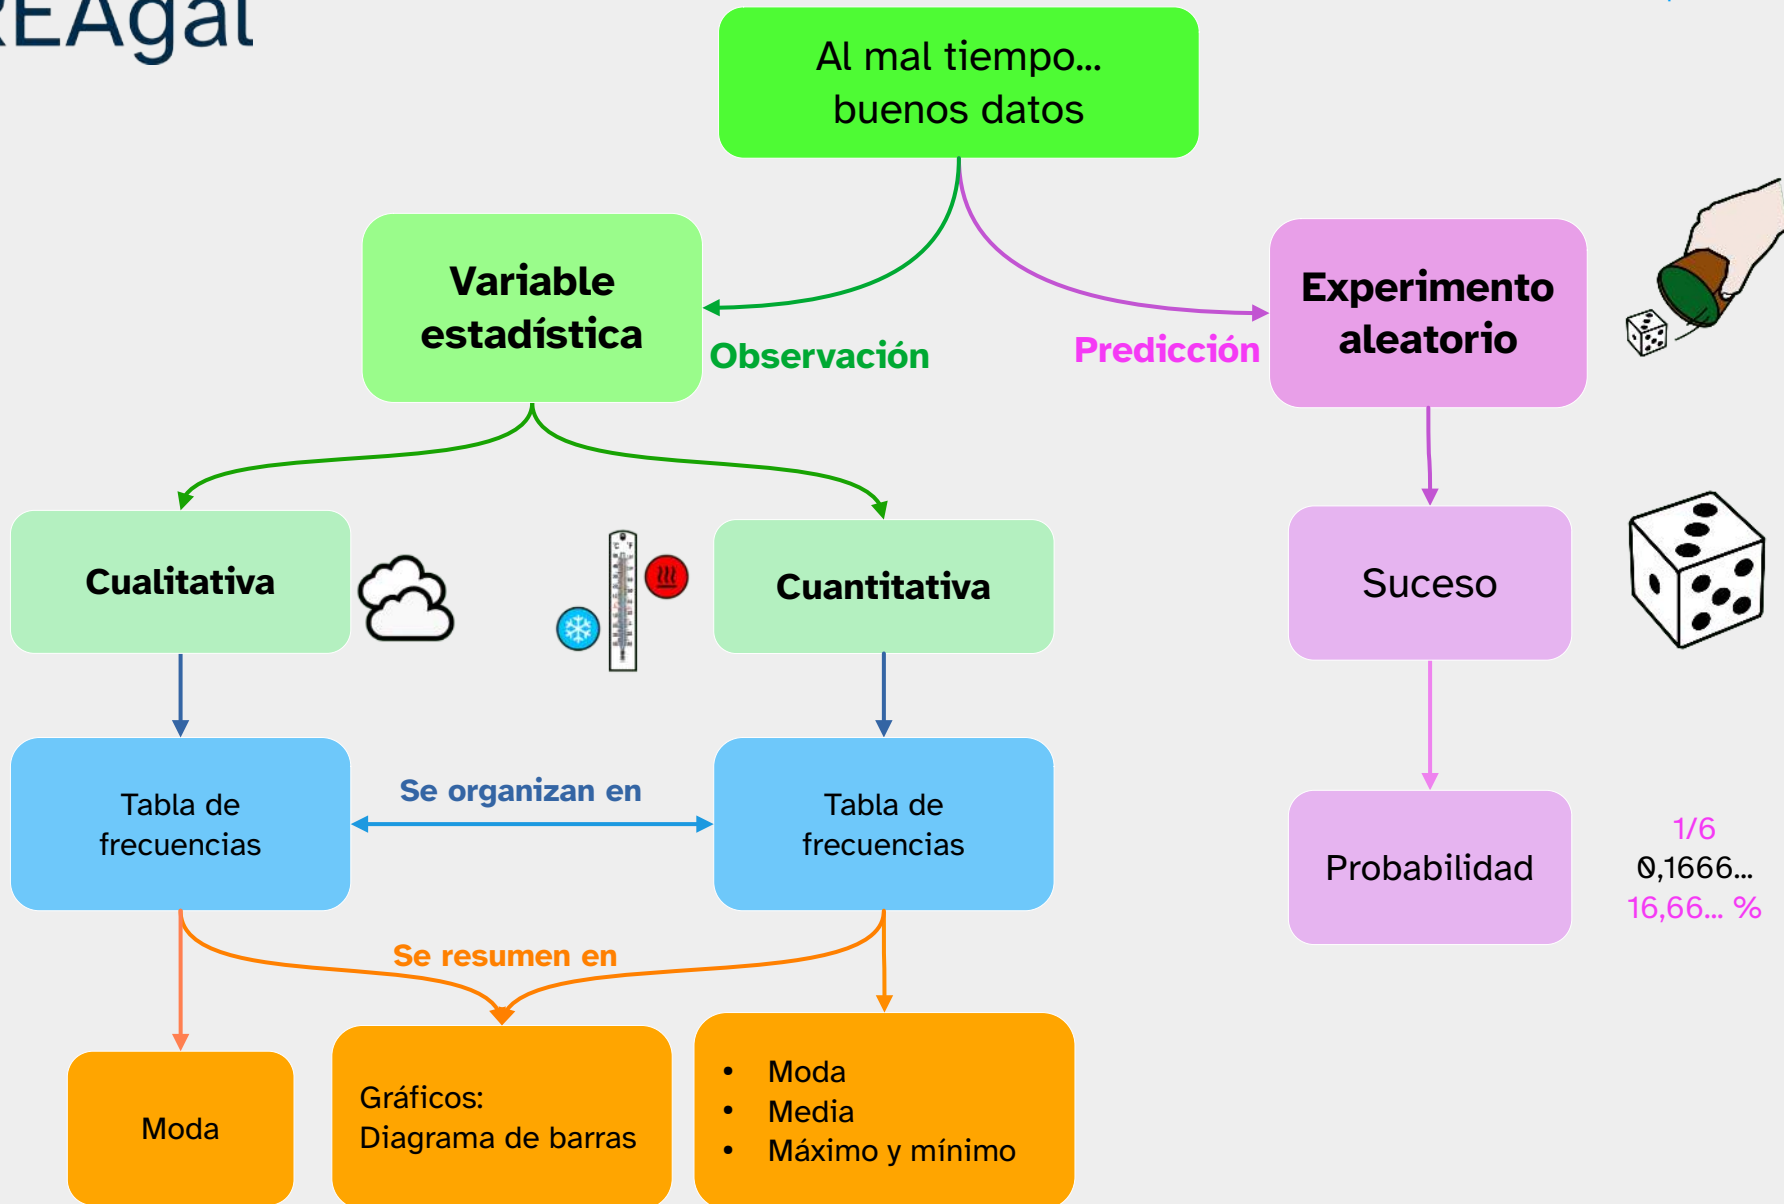 REAgal
Al mal tiempo...
buenos datos
Variable
estadística
Observación
Predicción
Experimento
aleatorio
Cualitativa
Cuantitativa
Suceso
Tabla de
frecuencias
Se organizan en
Tabla de
frecuencias
Probabilidad
1/6
0,1666...
16,66... %
Se resumen en
Moda
Gráficos:
Diagrama de barras
• Moda
• Media
• Máximo y mínimo